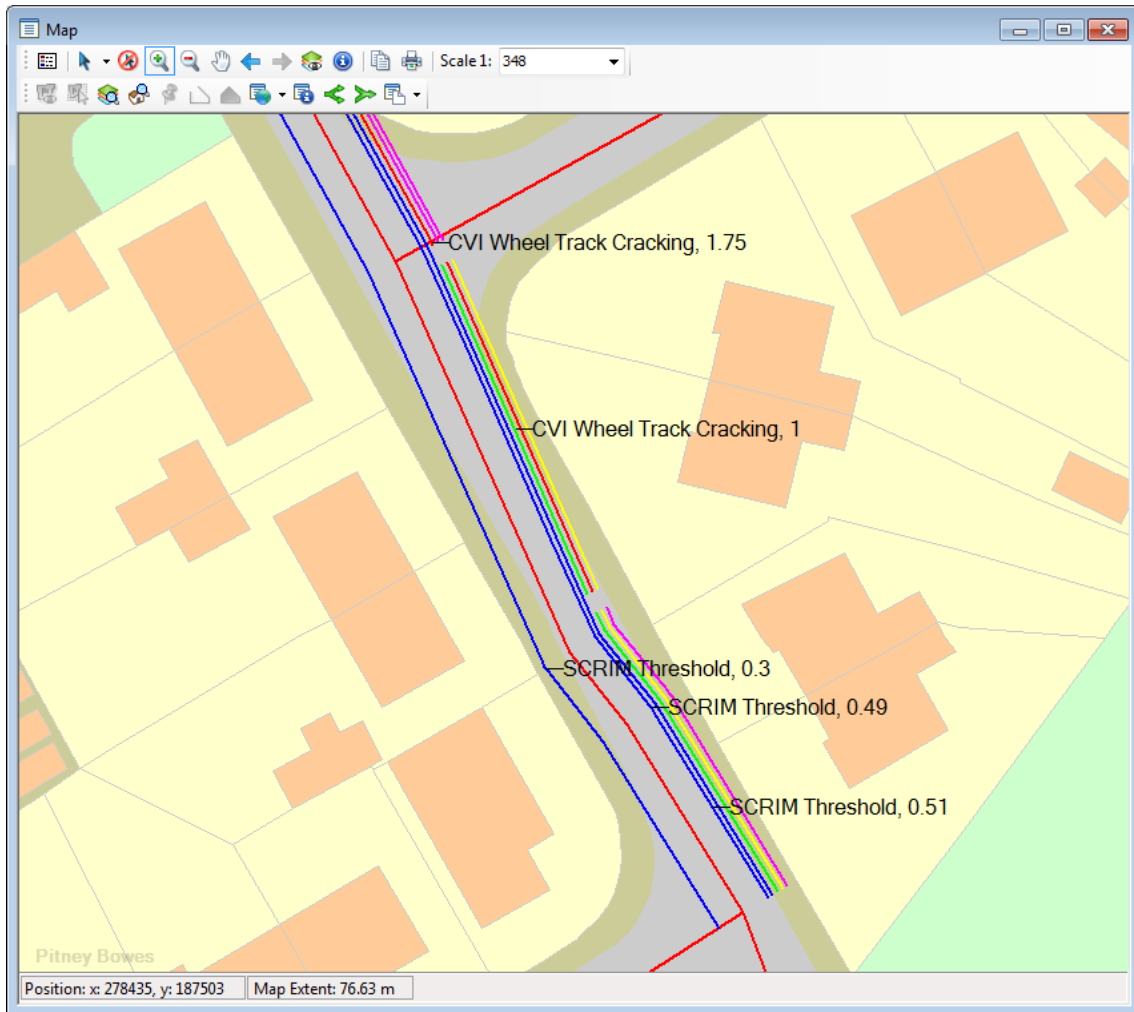 Map
Scale 1: 348
CVI Wheel Track Cracking, 1.75
CVI Wheel Track Cracking, 1
SCRIM Threshold, 0.3
SCRIM Threshold, 0.49
SCRIM Threshold, 0.51
Pitney Bowes
Position: x: 278435, y: 187503 Map Extent: 76.63 m